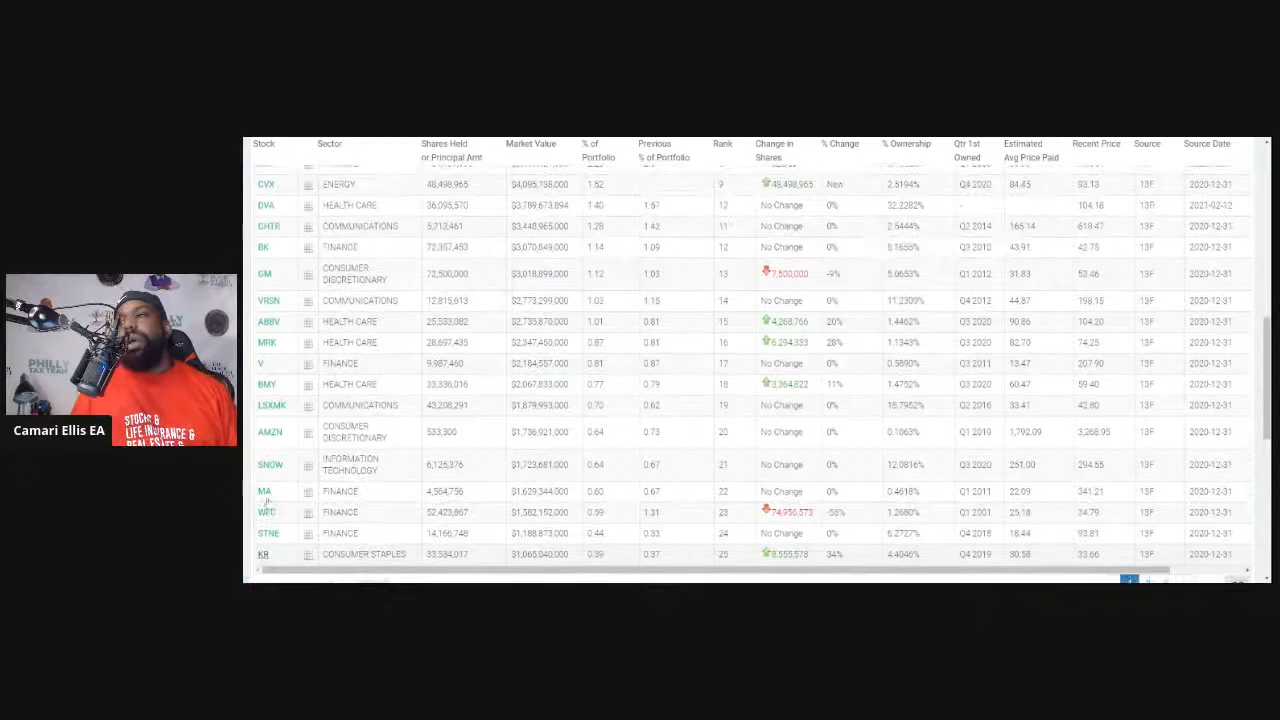 Stock Sector Shares Held or Principal Amt Market Value % of Portfolio Previous % of Portfolio Rank Change in Shares % Change % Ownership Qtr 1st Owned Estimated Avg Price Paid Recent Price Source Source Date
CVX ENERGY 48,498,965 $4,095,738,000 1.52 9 48,498,965 New 2.5194% Q4 2020 84.45 93.13 13F 2020-12-31
DVA HEALTH CARE 36,095,570 $3,789,673,894 1.40 1.57 12 No Change 0% 32.2282% - 104.18 2021-02-12
CHTR COMMUNICATIONS 5,213,461 $3,448,965,000 1.28 1.42 11 No Change 0% 2.5444% Q2 2014 165.14 618.47 13F 2020-12-31
BK FINANCE 72,357,453 $3,070,849,000 1.14 1.09 12 No Change 0% 8.1658% Q3 2010 43.91 42.75 13F 2020-12-31
GM CONSUMER DISCRETIONARY 72,500,000 $3,018,899,000 1.12 1.03 13 7,500,000 -9% 5.0653% Q1 2012 31.83 53.46 13F 2020-12-31
VRSN COMMUNICATIONS 12,815,613 $2,773,299,000 1.03 1.15 14 No Change 0% 11.2309% Q4 2012 44.87 198.15 13F 2020-12-31
ABBV HEALTH CARE 25,533,082 $2,735,870,000 1.01 0.81 15 4,268,766 20% 1.4462% Q3 2020 90.86 104.20 13F 2020-12-31
MRK HEALTH CARE 28,697,435 $2,347,450,000 0.87 0.81 16 6,294,333 28% 1.1343% Q3 2020 82.70 74.25 13F 2020-12-31
V FINANCE 9,987,460 $2,184,557,000 0.81 0.87 17 No Change 0% 0.5890% Q3 2011 13.47 207.90 13F 2020-12-31
BMY HEALTH CARE 33,336,016 $2,067,833,000 0.77 0.79 18 3,364,822 11% 1.4752% Q3 2020 60.47 59.40 13F 2020-12-31
LSXMK COMMUNICATIONS 43,208,291 $1,879,993,000 0.70 0.62 19 No Change 0% 18.7952% Q2 2016 33.41 42.80 13F 2020-12-31
AMZN CONSUMER DISCRETIONARY 533,300 $1,736,921,000 0.64 0.73 20 No Change 0% 0.1063% Q1 2019 1,792.09 3,268.95 13F 2020-12-31
SNOW INFORMATION TECHNOLOGY 6,125,376 $1,723,681,000 0.64 0.67 21 No Change 0% 12.0816% Q3 2020 251.00 294.55 13F 2020-12-31
MA FINANCE 4,564,756 $1,629,344,000 0.60 0.67 22 No Change 0% 0.4618% Q1 2011 22.09 341.21 13F 2020-12-31
WFC FINANCE 52,423,867 $1,582,152,000 0.59 1.31 23 74,956,573 -58% 1.2680% Q1 2001 25.18 34.79 13F 2020-12-31
STNE FINANCE 14,166,748 $1,188,873,000 0.44 0.33 24 No Change 0% 6.2727% Q4 2018 18.44 93.81 13F 2020-12-31
KR CONSUMER STAPLES 33,534,017 $1,065,040,000 0.39 0.37 25 8,555,578 34% 4.4046% Q4 2019 30.58 33.66 13F 2020-12-31
PHILLY
TAX TEAM
STOCKS &
LIFE INSURANCE &
REAL ESTATE &
Camari Ellis EA